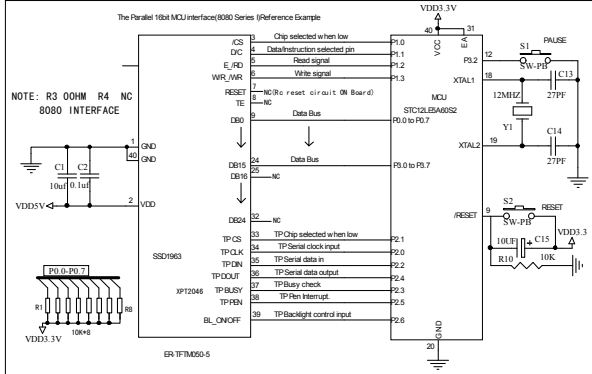 The Parallel 16bit MCU interface(8080 Series I)Reference Example
VDD3.3V
40 31
VCC EA
/CS 3 Chip selected when low P1.0
D/C 4 Data/Instruction selected pin P1.1
E_/RD 5 Read signal P1.2
W/R_/WR 6 Write signal P1.3
RESET 7 NC(Rc reset circuit ON Board)
TE 8 NC
DB0 9 Data Bus P0.0 to P0.7
DB15 24 Data Bus P3.0 to P3.7
DB16 25 NC
DB24 32 NC
TP CS 33 TP Chip selected when low P2.1
TP CLK 34 TP Serial clock input P2.0
TP DIN 35 TP Serial data in P2.2
TP DOUT 36 TP Serial data output P2.4
TP BUSY 37 TP Busy check P2.3
TP PEN 38 TP Pen Interrupt. P2.5
BL_ON/OFF 39 TP Backlight control input P2.6
NOTE: R3 0OHM R4 NC
8080 INTERFACE
1 GND
40 GND
C1 C2
10uf 0.1uf
VDD5V 2 VDD
SSD1963
XPT2046
ER-TFTM050-5
P0.0-P0.7
R1 R8
10K*8
VDD3.3V
MCU
STC12LE5A60S2
P3.2 12 S1 PAUSE
SW-PB
XTAL1 18 C13
27PF
12MHZ
Y1
XTAL2 19 C14
27PF
/RESET 9 S2 RESET
SW-PB
VDD3.3
10UF + C15
R10 10K
GND
20